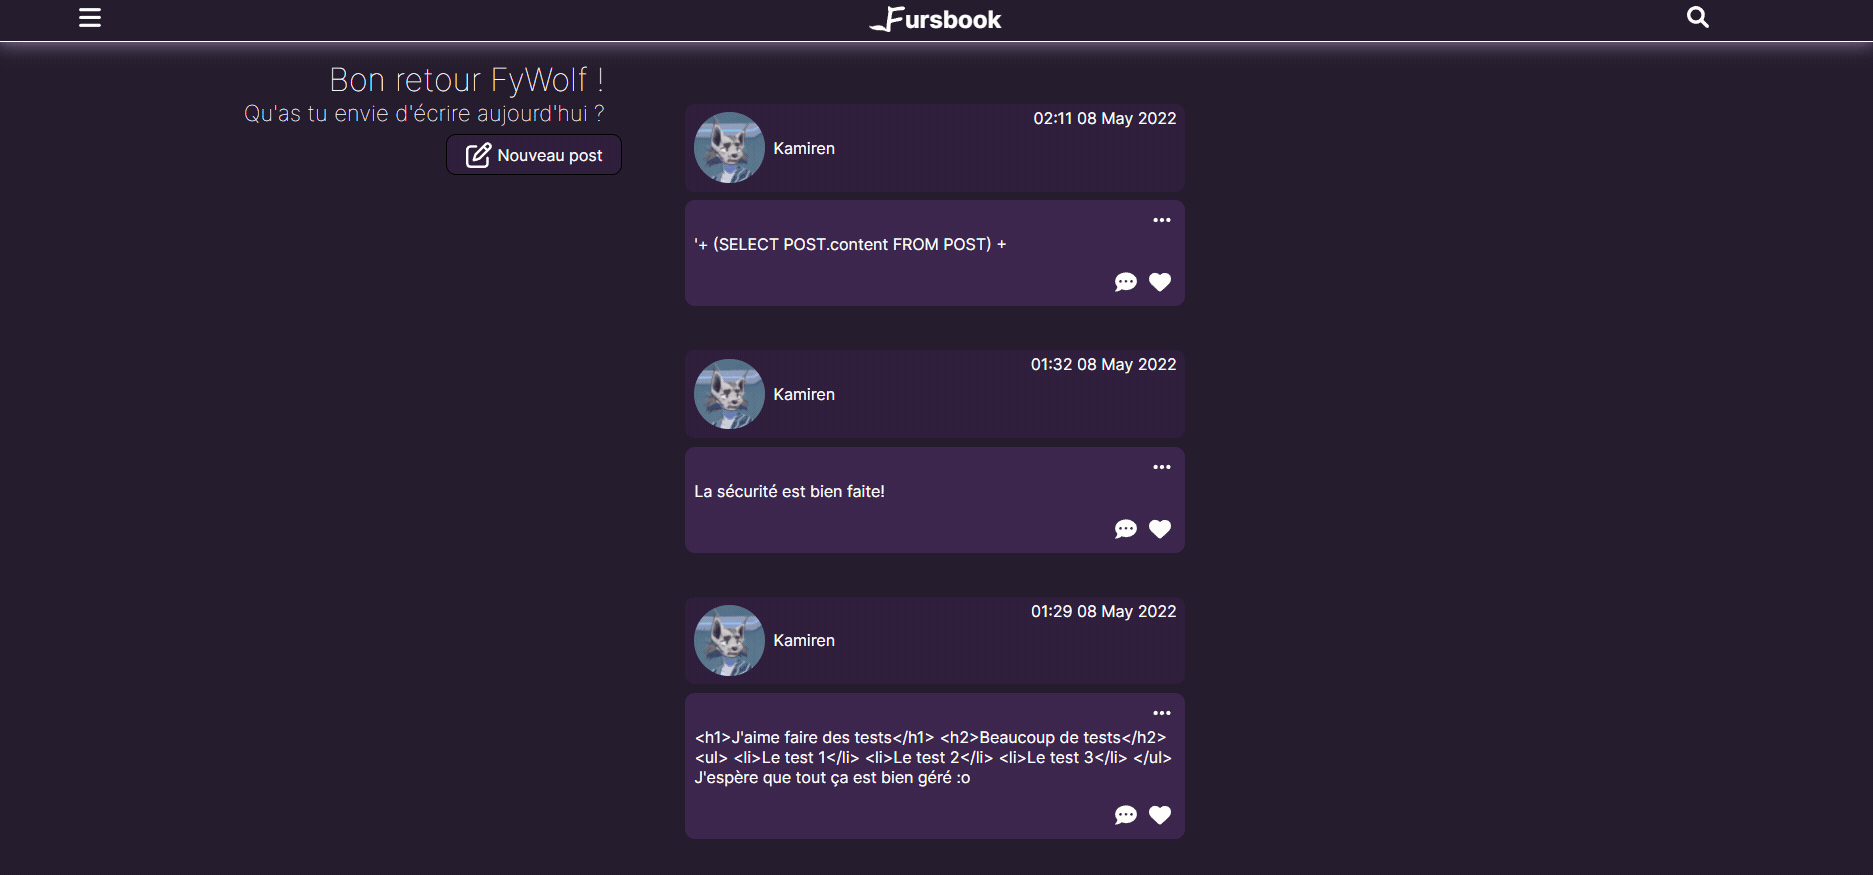 Fursbook
Bon retour FyWolf !
Qu'as tu envie d'écrire aujourd'hui ?
Nouveau post
02:11 08 May 2022
Kamiren
'+ (SELECT POST.content FROM POST) +
01:32 08 May 2022
Kamiren
La sécurité est bien faite!
01:29 08 May 2022
Kamiren
<h1>J'aime faire des tests</h1> <h2>Beaucoup de tests</h2>
<ul> <li>Le test 1</li> <li>Le test 2</li> <li>Le test 3</li> </ul>
J'espère que tout ça est bien géré :o